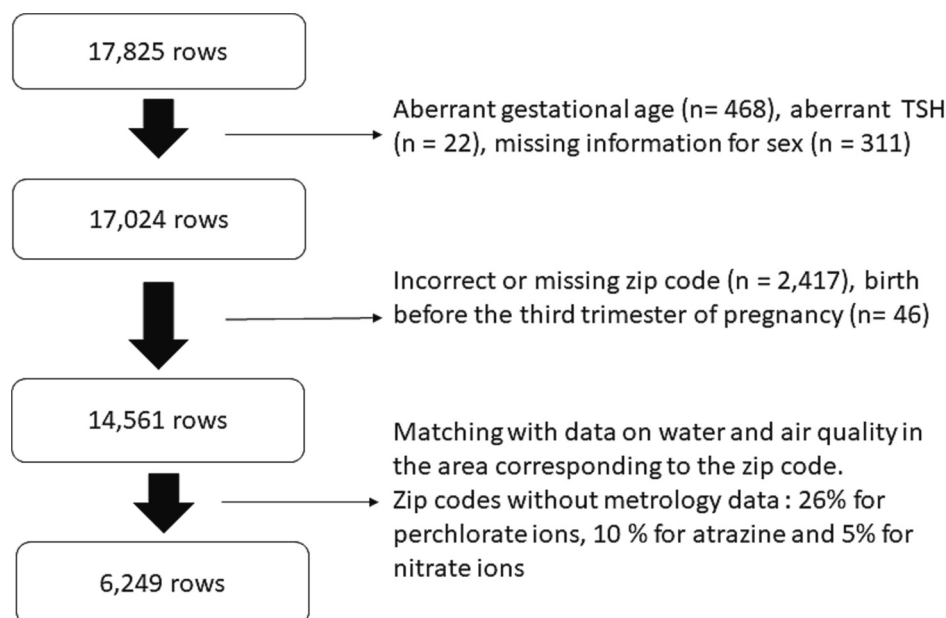 17,825 rows
Aberrant gestational age (n= 468), aberrant TSH
(n = 22), missing information for sex (n = 311)
17,024 rows
Incorrect or missing zip code (n = 2,417), birth
before the third trimester of pregnancy (n= 46)
14,561 rows
Matching with data on water and air quality in
the area corresponding to the zip code.
Zip codes without metrology data : 26% for
perchlorate ions, 10 % for atrazine and 5% for
nitrate ions
6,249 rows